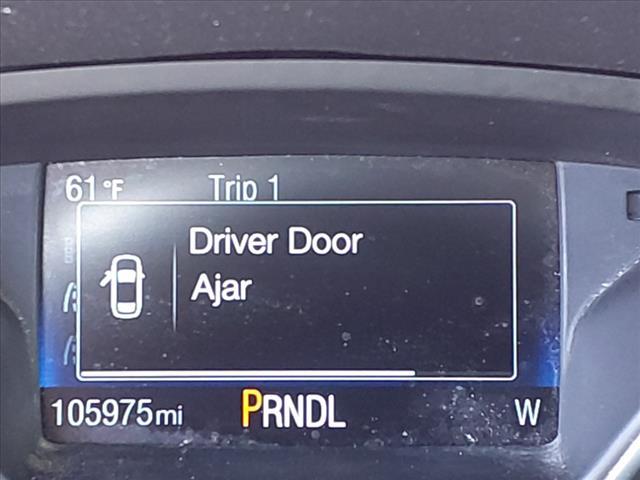 61°F Trip 1
Driver Door
Ajar
105975mi PRNDL W